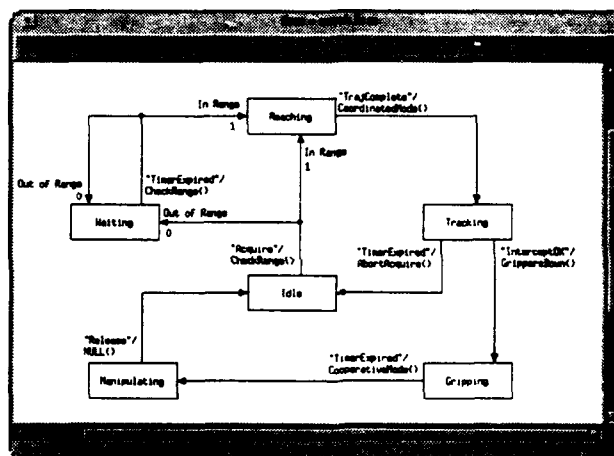 In Range
1
Reaching
"TrajComplete"/
CoordinatedMode()
In Range
1
Out of Range
0
"TimerExpired"/
CheckRange()
Waiting
Out of Range
0
Tracking
"Acquire"/
CheckRange()
"TimerExpired"/
AbortAcquire()
"InterceptOK"/
GrippersDown()
Idle
"Release"/
NULL()
"TimerExpired"/
CooperativeMode()
Manipulating
Gripping